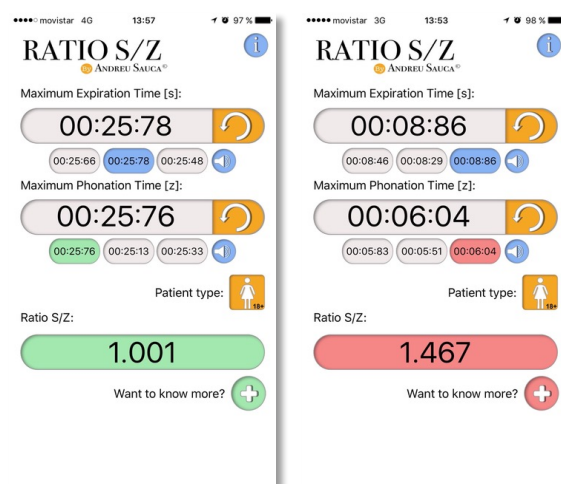 movistar 4G 13:57 97 %
RATIO S/Z
By ANDREU SAUCA©
i
Maximum Expiration Time [s]:
00:25:78
00:25:66 00:25:78 00:25:48
Maximum Phonation Time [z]:
00:25:76
00:25:76 00:25:13 00:25:33
Patient type:
18+
Ratio S/Z:
1.001
Want to know more?
movistar 3G 13:53 98 %
RATIO S/Z
By ANDREU SAUCA©
i
Maximum Expiration Time [s]:
00:08:86
00:08:46 00:08:29 00:08:86
Maximum Phonation Time [z]:
00:06:04
00:05:83 00:05:51 00:06:04
Patient type:
18+
Ratio S/Z:
1.467
Want to know more?